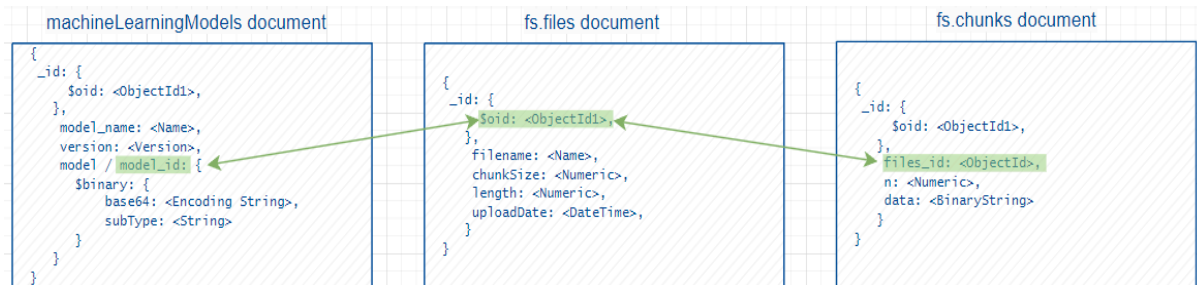 machineLearningModels document
{
_id: {
$oid: <ObjectId1>,
},
model_name: <Name>,
version: <Version>,
model / model_id: {
$binary: {
base64: <Encoding String>,
subType: <String>
}
}
}
fs.files document
{
_id: {
$oid: <ObjectId1>,
},
filename: <Name>,
chunkSize: <Numeric>,
length: <Numeric>,
uploadDate: <DateTime>,
}
}
fs.chunks document
{
_id: {
$oid: <ObjectId1>,
},
files_id: <ObjectId>,
n: <Numeric>,
data: <BinaryString>
}
}